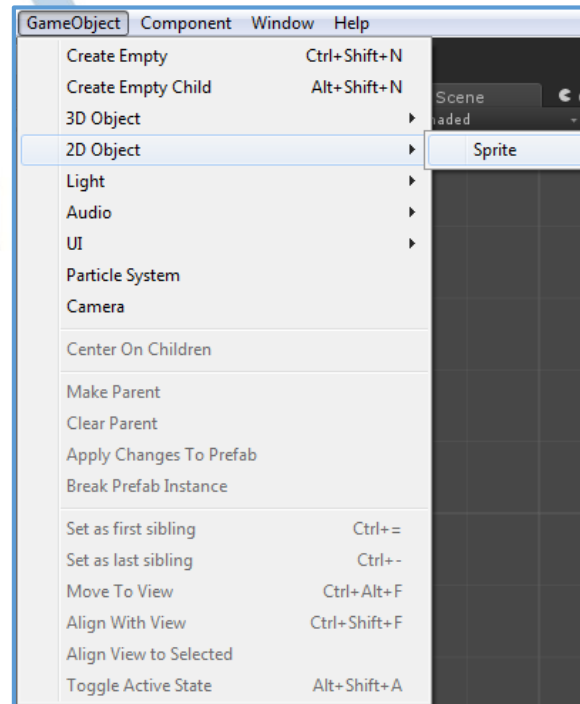 GameObject Component Window Help
Create Empty Ctrl+Shift+N
Create Empty Child Alt+Shift+N
3D Object
2D Object
Sprite
Light
Audio
UI
Particle System
Camera
Center On Children
Make Parent
Clear Parent
Apply Changes To Prefab
Break Prefab Instance
Set as first sibling Ctrl+=
Set as last sibling Ctrl+-
Move To View Ctrl+Alt+F
Align With View Ctrl+Shift+F
Align View to Selected
Toggle Active State Alt+Shift+A
Scene
aded